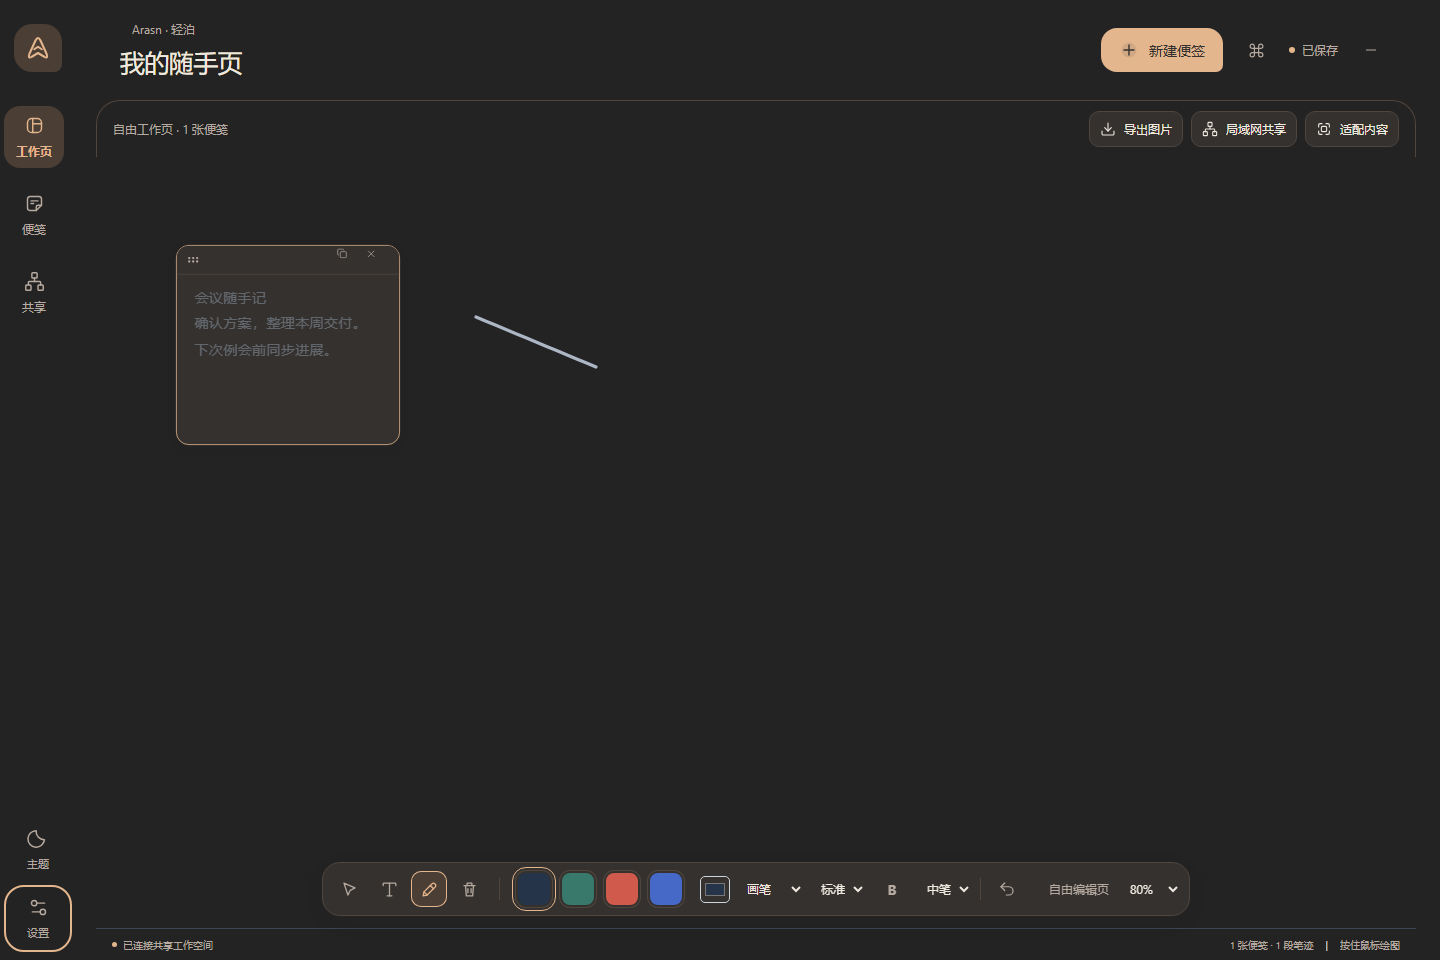 Arasn · 轻泊
我的随手页
新建便签
已保存
自由工作页 · 1 张便笺
导出图片
局域网共享
适配内容
工作页
便笺
共享
会议随手记
确认方案，整理本周交付。
下次例会前同步进展。
主题
设置
画笔
标准
B
中笔
自由编辑页
80%
已连接共享工作空间
1 张便笺 · 1 段笔迹 | 按住鼠标绘图